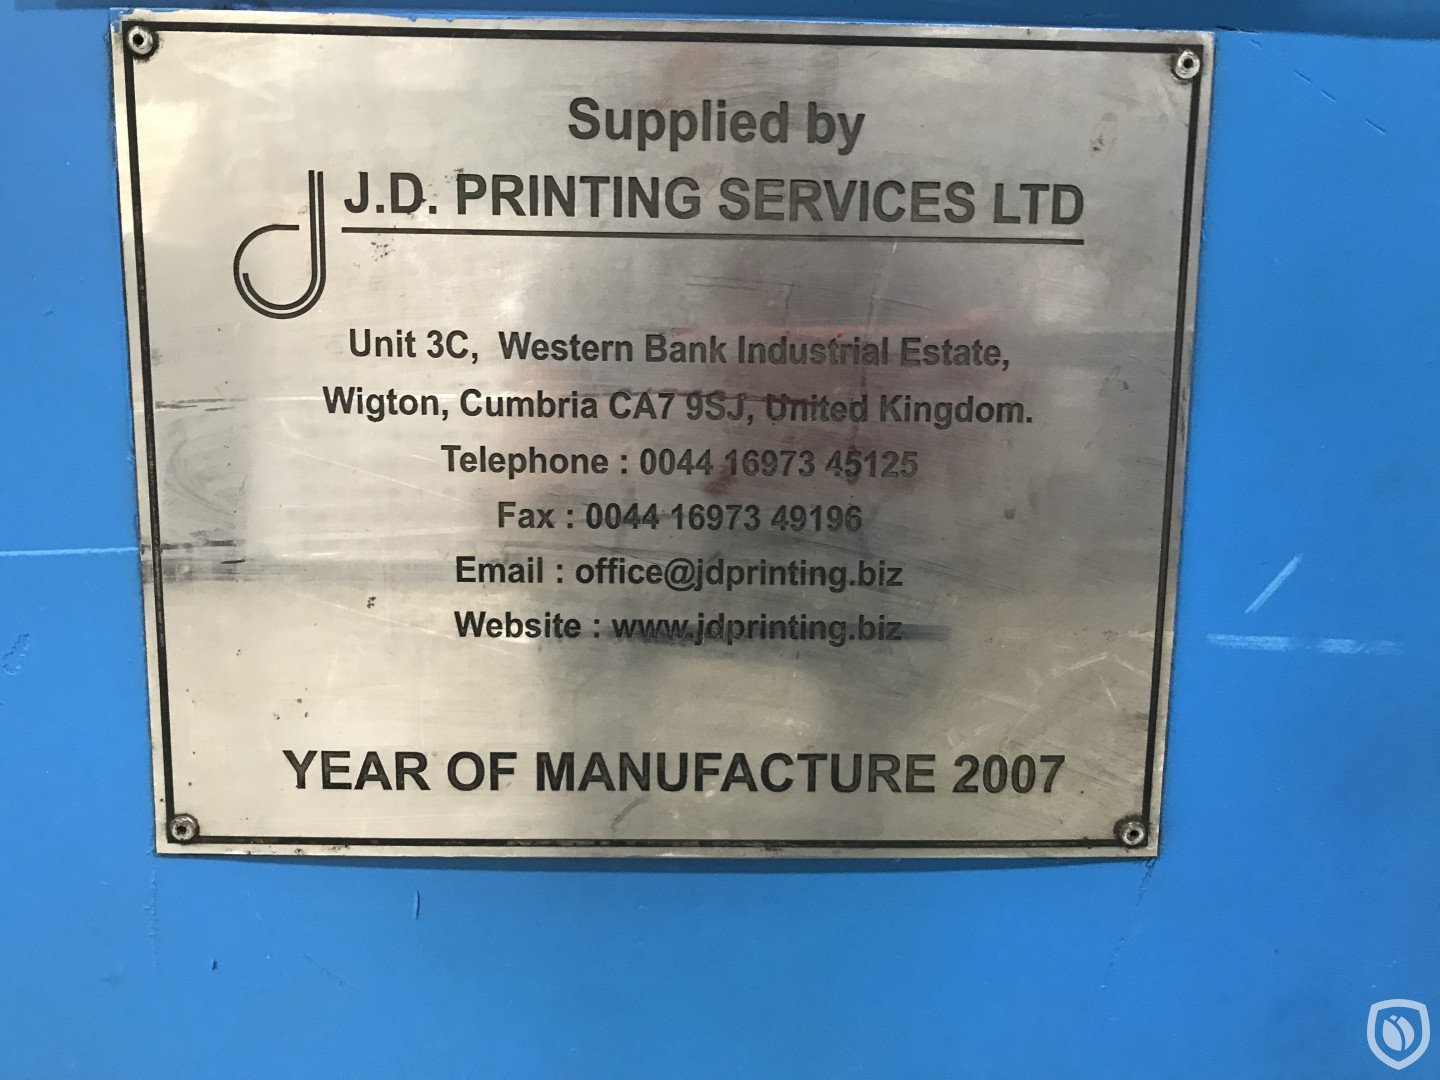 Supplied by
J.D. PRINTING SERVICES LTD
Unit 3C, Western Bank Industrial Estate,
Wigton, Cumbria CA7 9SJ, United Kingdom.
Telephone : 0044 16973 45125
Fax : 0044 16973 49196
Email : office@jdprinting.biz
Website : www.jdprinting.biz
YEAR OF MANUFACTURE 2007